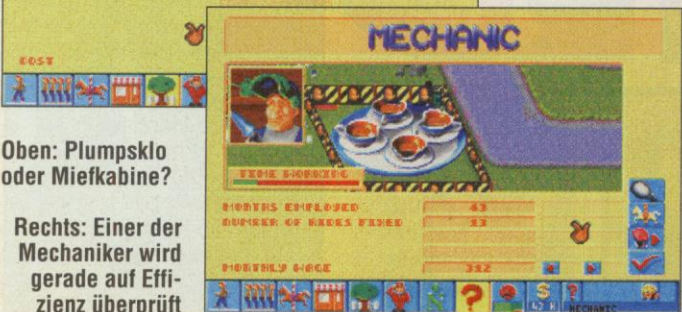 COST
Oben: Plumpsklo
oder Miefkabine?
Rechts: Einer der
Mechaniker wird
gerade auf Effi-
zienz überprüft
MECHANIC
TIME WORKING
MONTHS EMPLOYED 43
NUMBER OF RIDES FIXED 13
MONTHLY WAGE 312
MECHANIC